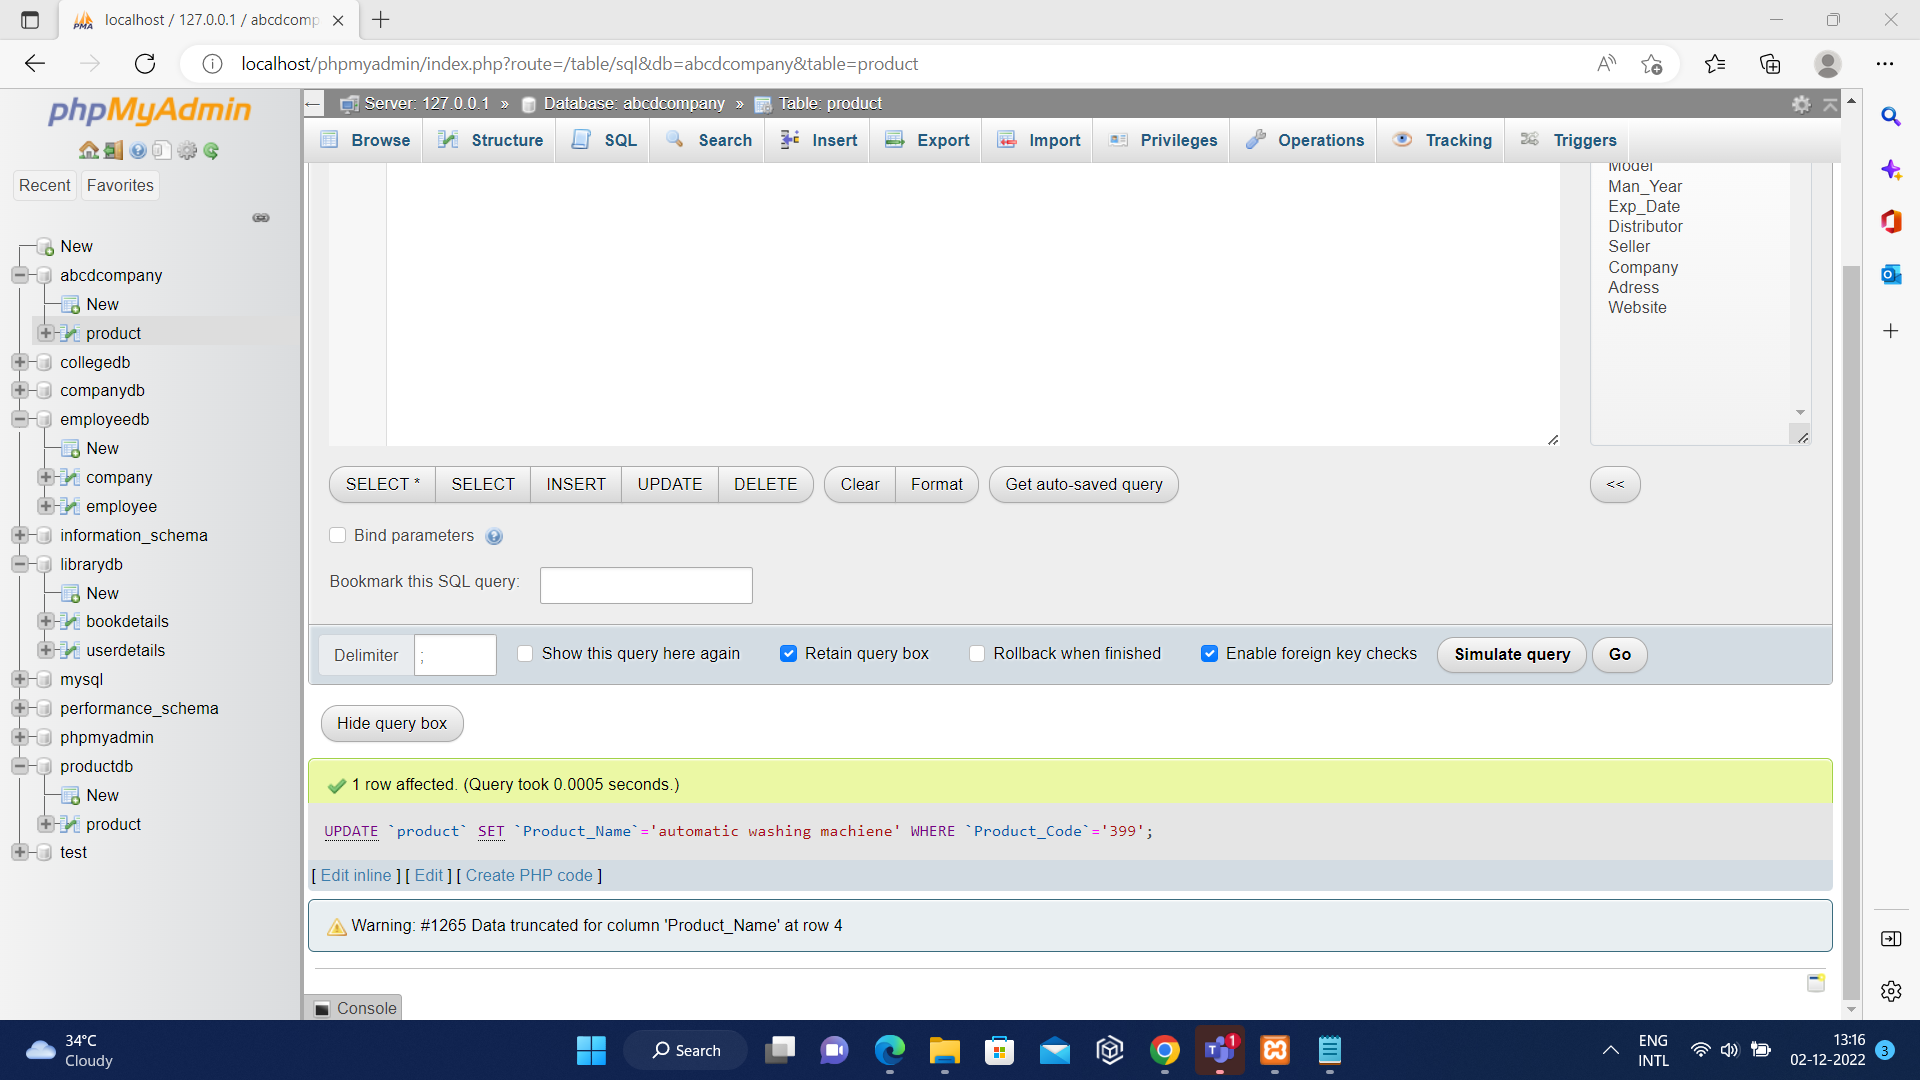 localhost / 127.0.0.1 / abcdcomp
localhost/phpmyadmin/index.php?route=/table/sql&db=abcdcompany&table=product
phpMyAdmin
Recent
Favorites
New
abcdcompany
New
product
collegedb
companydb
employeedb
New
company
employee
information_schema
librarydb
New
bookdetails
userdetails
mysql
performance_schema
phpmyadmin
productdb
New
product
test
Server: 127.0.0.1 » Database: abcdcompany » Table: product
Browse
Structure
SQL
Search
Insert
Export
Import
Privileges
Operations
Tracking
Triggers
Model
Man_Year
Exp_Date
Distributor
Seller
Company
Adress
Website
SELECT *
SELECT
INSERT
UPDATE
DELETE
Clear
Format
Get auto-saved query
<<
Bind parameters
Bookmark this SQL query:
Delimiter ;
Show this query here again
Retain query box
Rollback when finished
Enable foreign key checks
Simulate query
Go
Hide query box
1 row affected. (Query took 0.0005 seconds.)
UPDATE `product` SET `Product_Name`='automatic washing machiene' WHERE `Product_Code`='399';
[ Edit inline ] [ Edit ] [ Create PHP code ]
Warning: #1265 Data truncated for column 'Product_Name' at row 4
Console
34°C
Cloudy
Search
1
ENG
INTL
13:16
02-12-2022
3